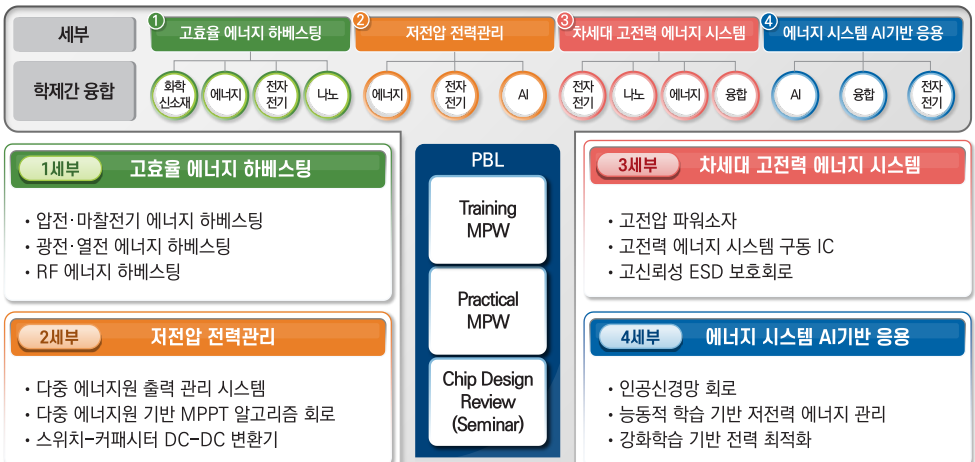 세부
1 고효율 에너지 하베스팅
2 저전압 전력관리
3 차세대 고전력 에너지 시스템
4 에너지 시스템 AI기반 응용
학제간 융합
화학
신소재
에너지
전자
전기
나노
에너지
전자
전기
AI
전자
전기
나노
에너지
융합
AI
융합
전자
전기
1세부 고효율 에너지 하베스팅
· 압전·마찰전기 에너지 하베스팅
· 광전·열전 에너지 하베스팅
· RF 에너지 하베스팅
2세부 저전압 전력관리
· 다중 에너지원 출력 관리 시스템
· 다중 에너지원 기반 MPPT 알고리즘 회로
· 스위치-커패시터 DC-DC 변환기
PBL
Training
MPW
Practical
MPW
Chip Design
Review
(Seminar)
3세부 차세대 고전력 에너지 시스템
· 고전압 파워소자
· 고전력 에너지 시스템 구동 IC
· 고신뢰성 ESD 보호회로
4세부 에너지 시스템 AI기반 응용
· 인공신경망 회로
· 능동적 학습 기반 저전력 에너지 관리
· 강화학습 기반 전력 최적화